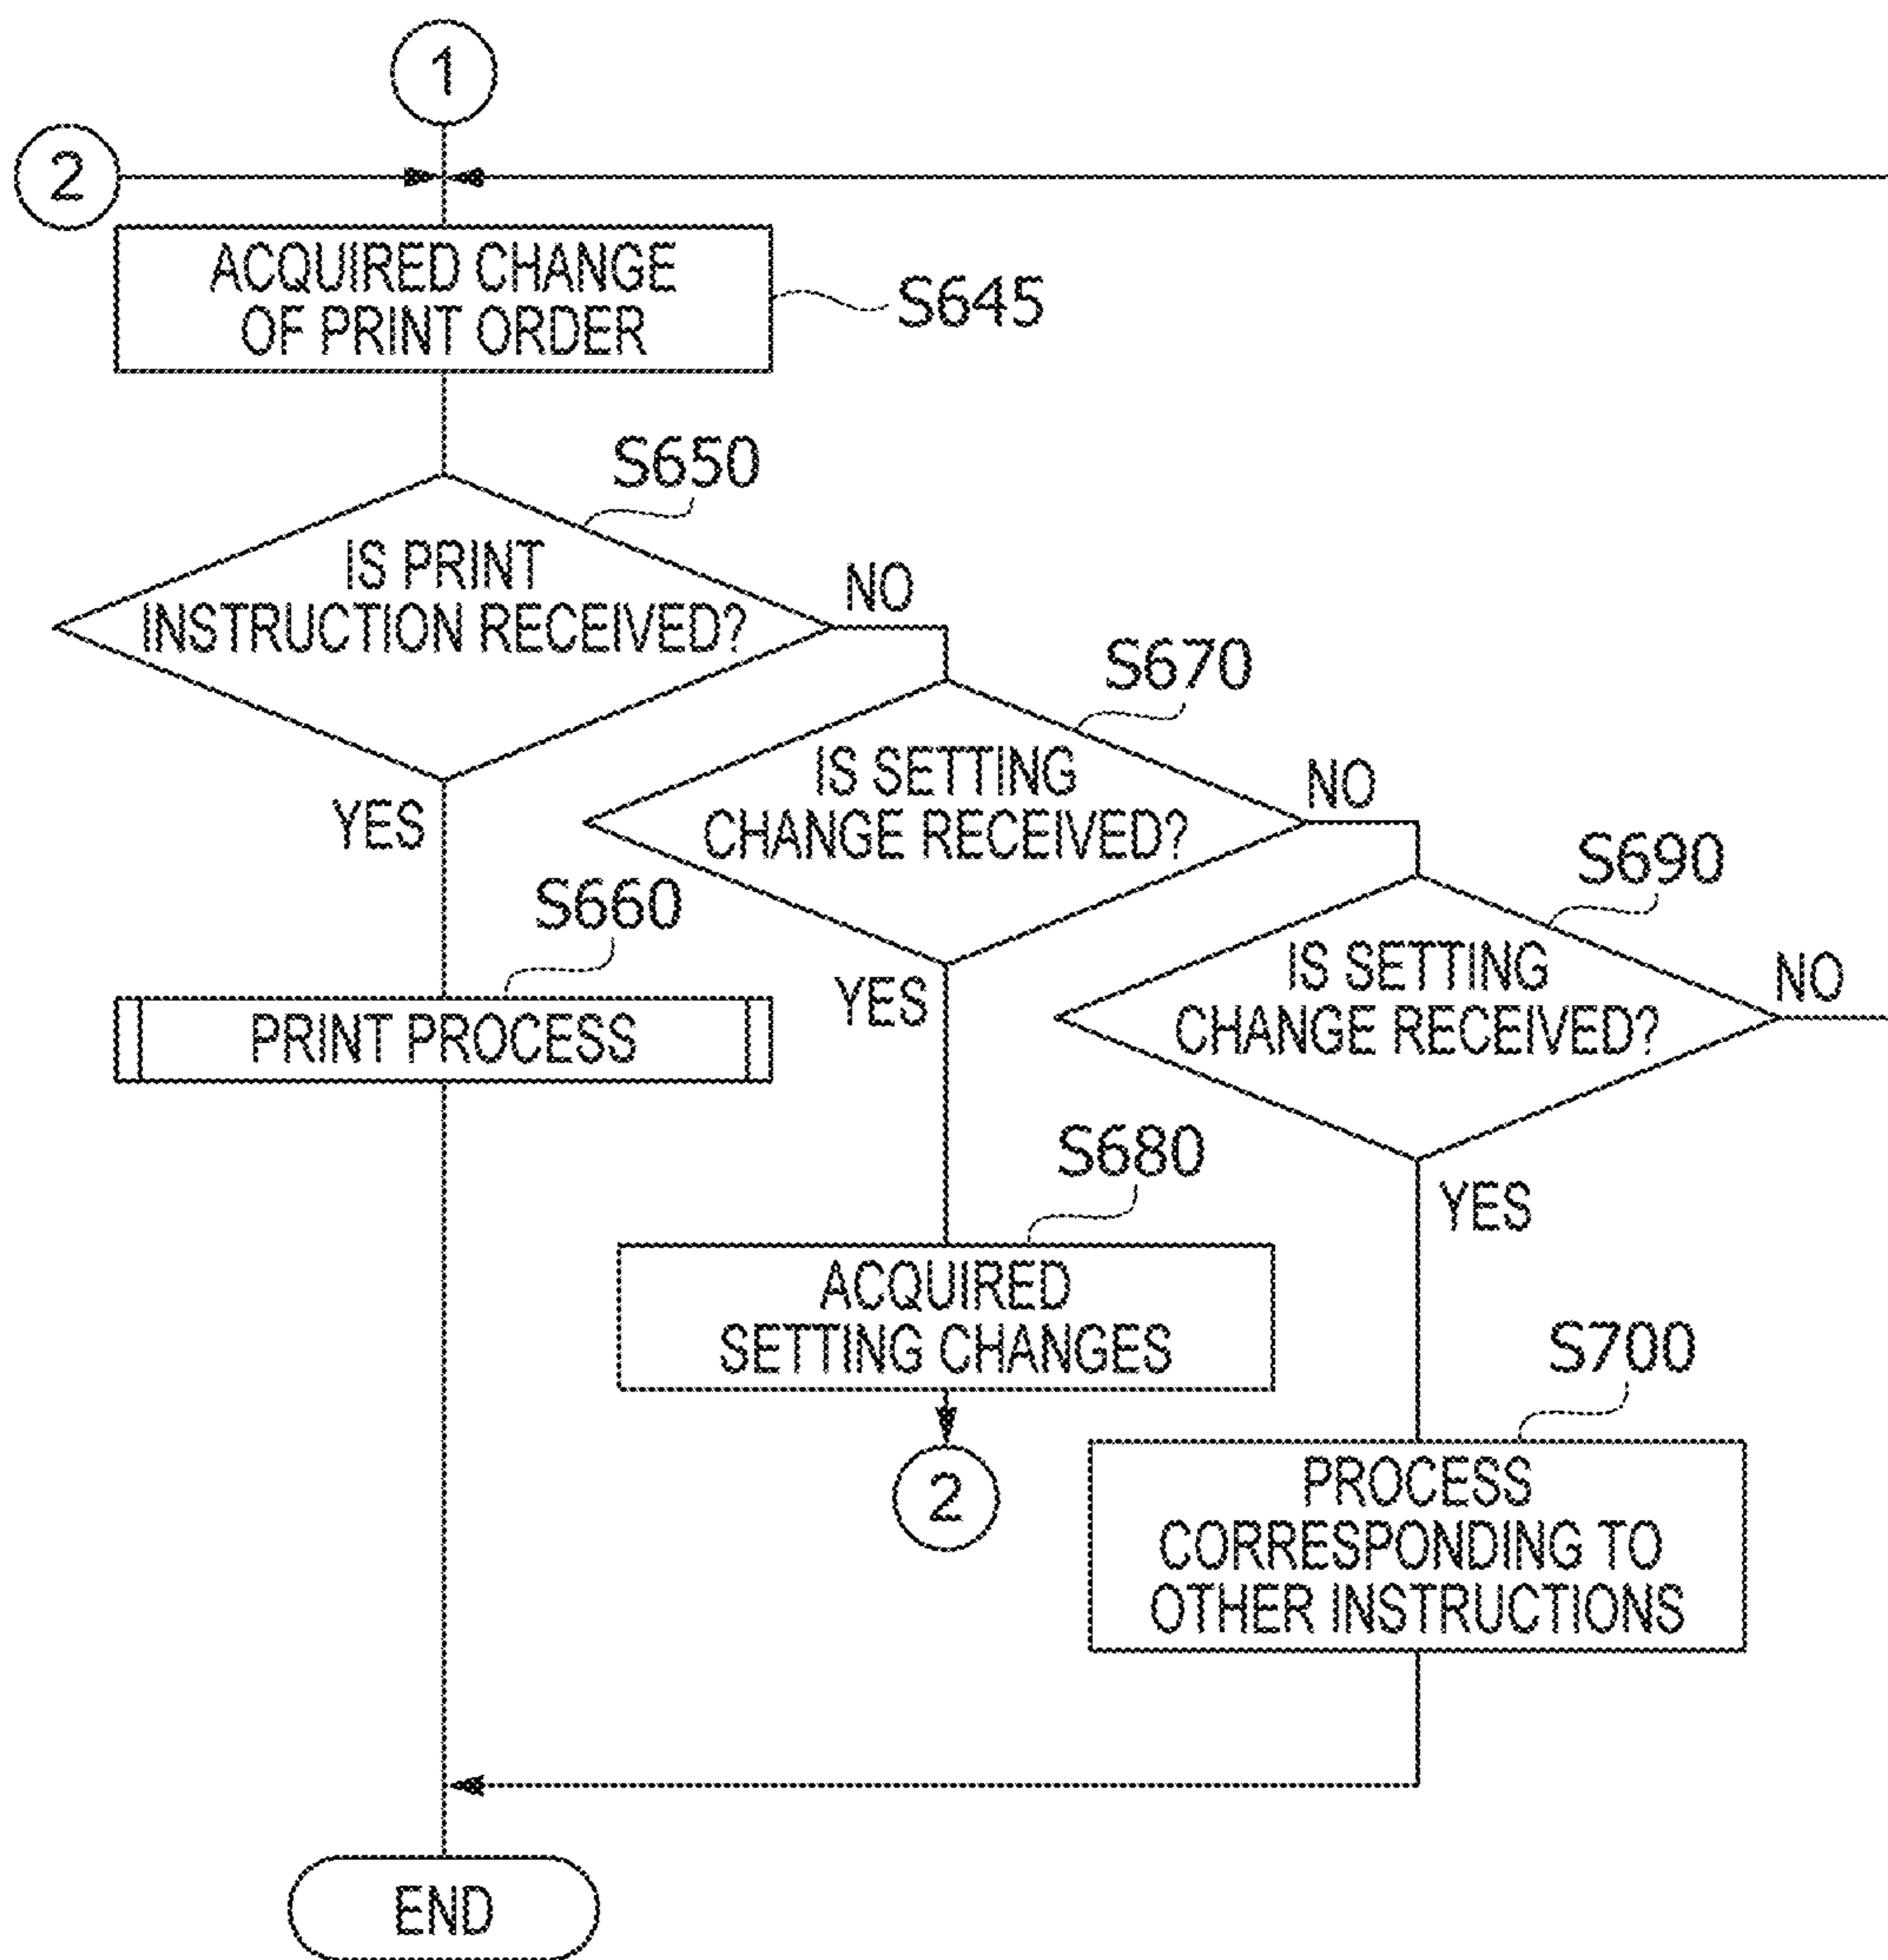 1
2
ACQUIRED CHANGE
OF PRINT ORDER
S645
S650
IS PRINT
INSTRUCTION RECEIVED?
NO
YES
S670
IS SETTING
CHANGE RECEIVED?
NO
YES
S690
IS SETTING
CHANGE RECEIVED?
NO
YES
S660
PRINT PROCESS
S680
ACQUIRED
SETTING CHANGES
2
S700
PROCESS
CORRESPONDING TO
OTHER INSTRUCTIONS
END